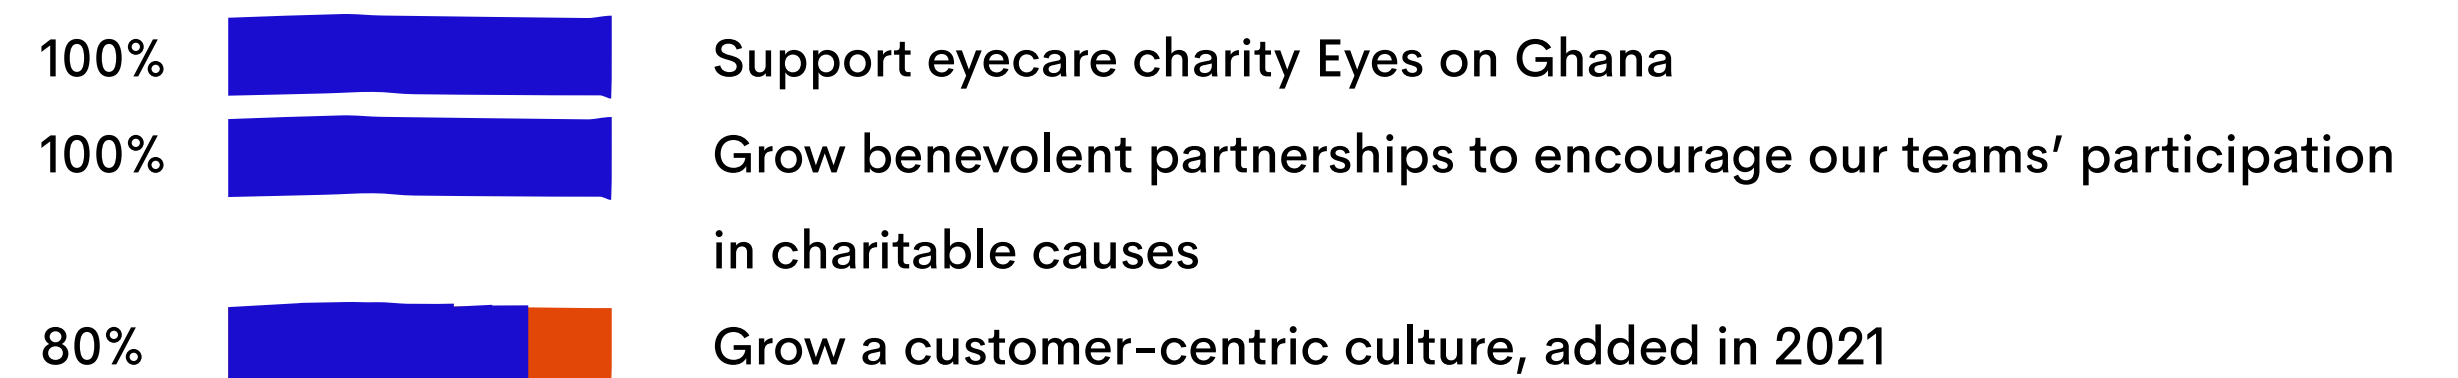 100% Support eyecare charity Eyes on Ghana
100% Grow benevolent partnerships to encourage our teams’ participation
in charitable causes
80% Grow a customer-centric culture, added in 2021